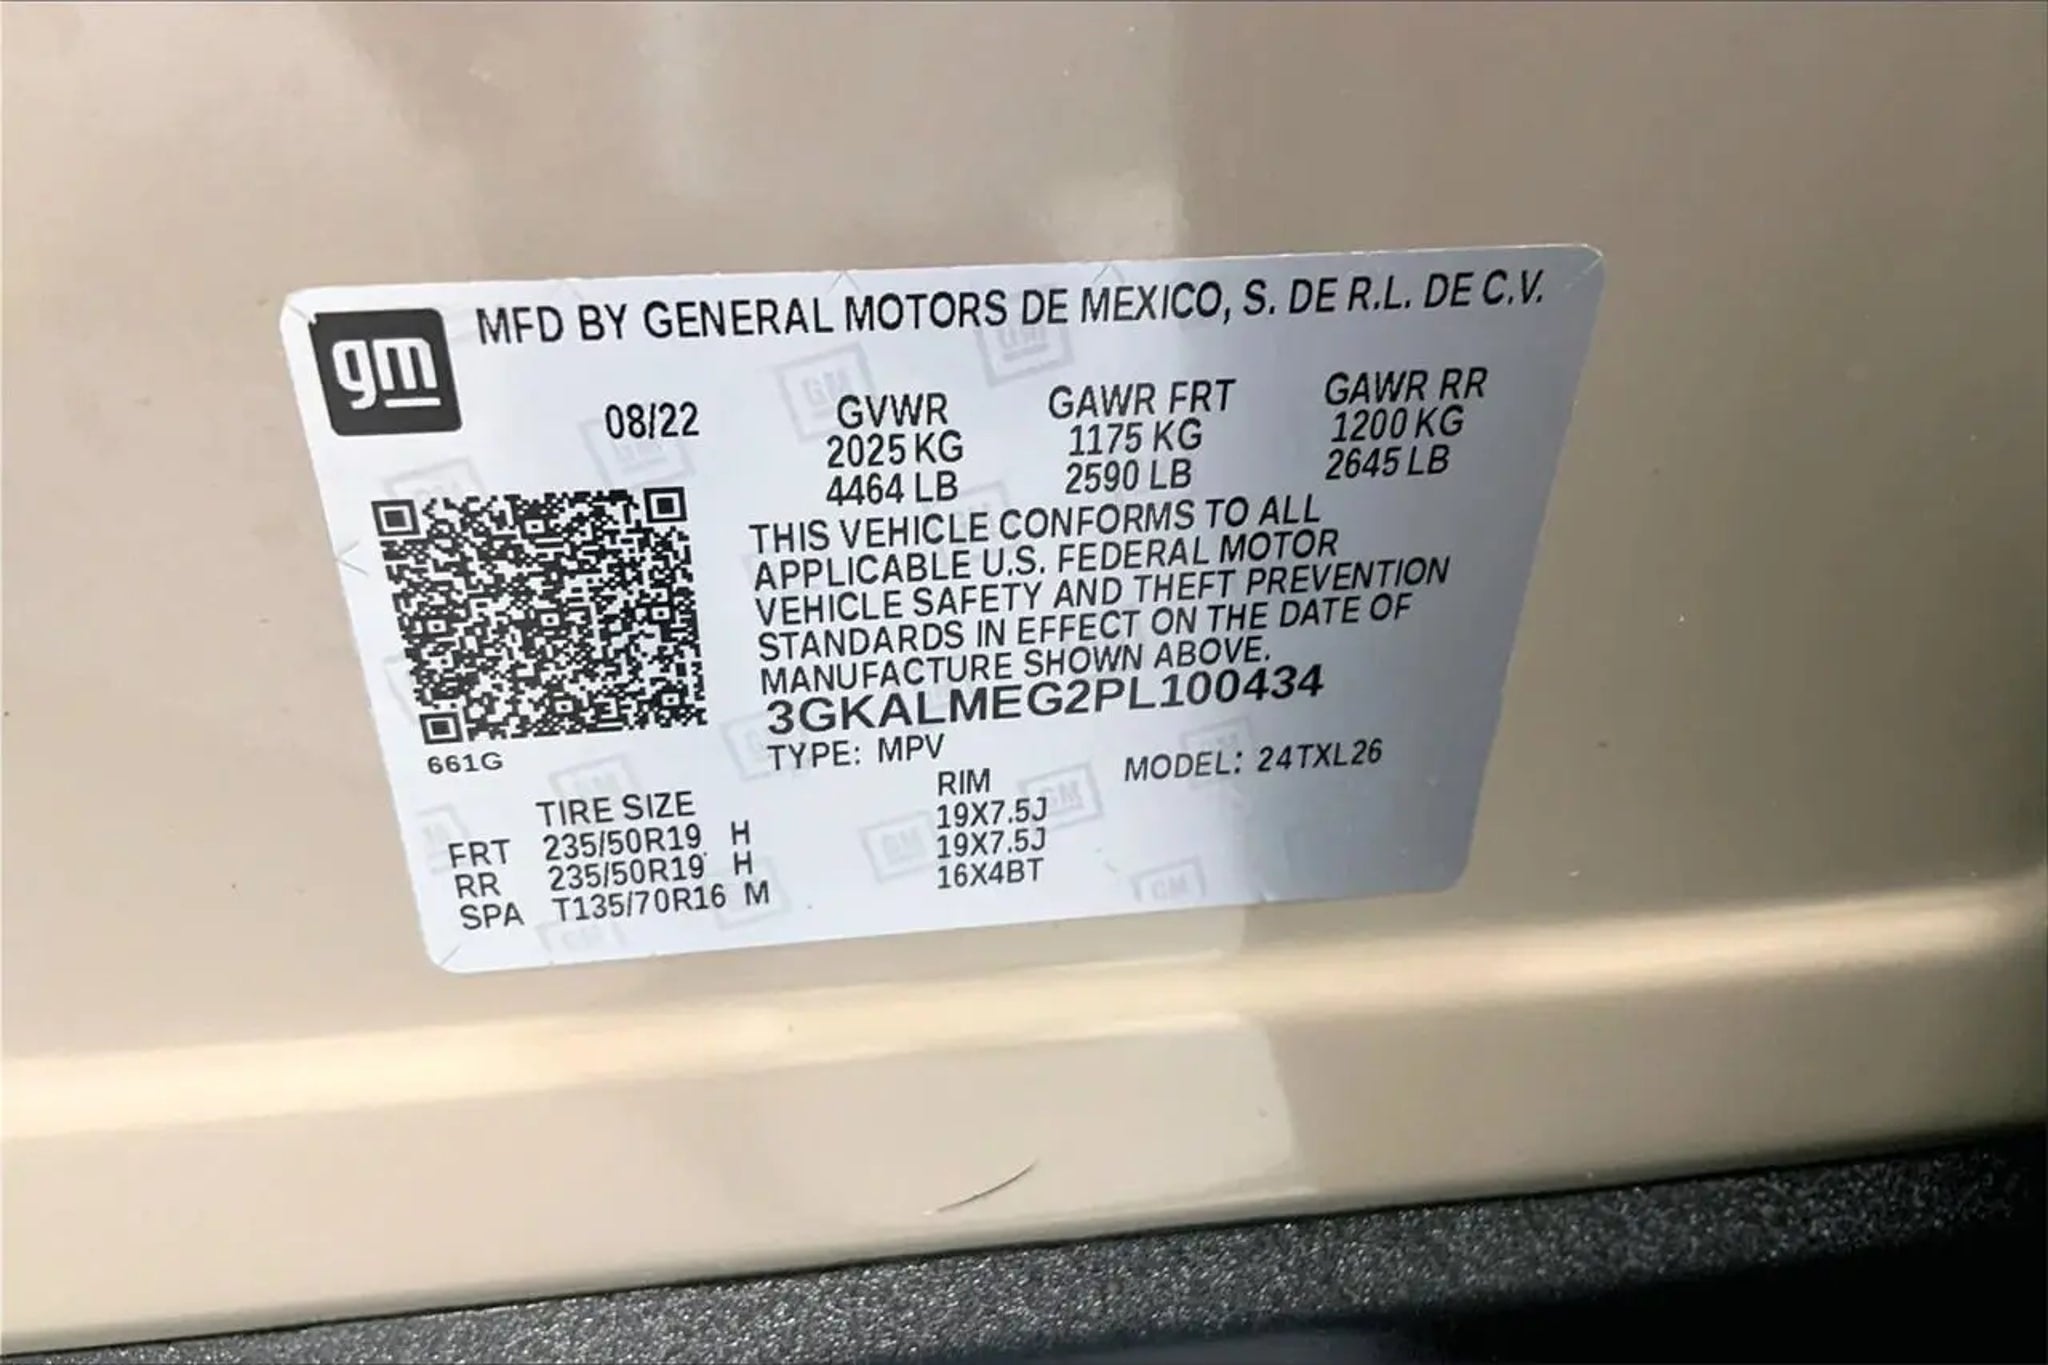 gm
MFD BY GENERAL MOTORS DE MEXICO, S. DE R.L. DE C.V.
08/22
GVWR
2025 KG
4464 LB
GAWR FRT
1175 KG
2590 LB
GAWR RR
1200 KG
2645 LB
THIS VEHICLE CONFORMS TO ALL
APPLICABLE U.S. FEDERAL MOTOR
VEHICLE SAFETY AND THEFT PREVENTION
STANDARDS IN EFFECT ON THE DATE OF
MANUFACTURE SHOWN ABOVE.
3GKALMEG2PL100434
TYPE: MPV
MODEL: 24TXL26
661G
TIRE SIZE RIM
FRT 235/50R19 H 19X7.5J
RR 235/50R19 H 19X7.5J
SPA T135/70R16 M 16X4BT